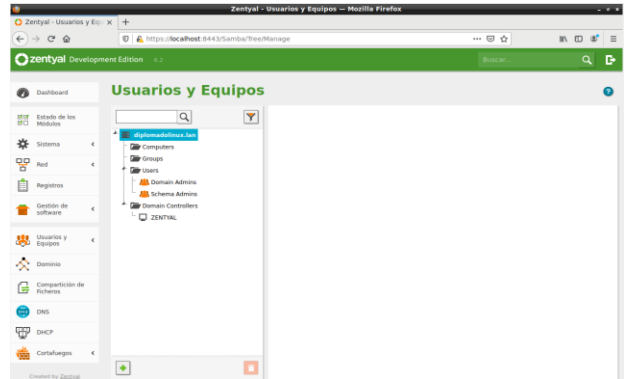 Zentyal - Usuarios y Equipos — Mozilla Firefox
Zentyal - Usuarios y Equ
https://localhost:8443/Samba/Tree/Manage
zentyal Development Edition 6.2
Buscar...
Dashboard
Usuarios y Equipos
Estado de los
Módulos
Sistema
Red
Registros
Gestión de
software
Usuarios y
Equipos
Dominio
Compartición de
Ficheros
DNS
DHCP
Cortafuegos
Created by Zentyal
diplomadolinux.lan
Computers
Groups
Users
Domain Admins
Schema Admins
Domain Controllers
ZENTYAL